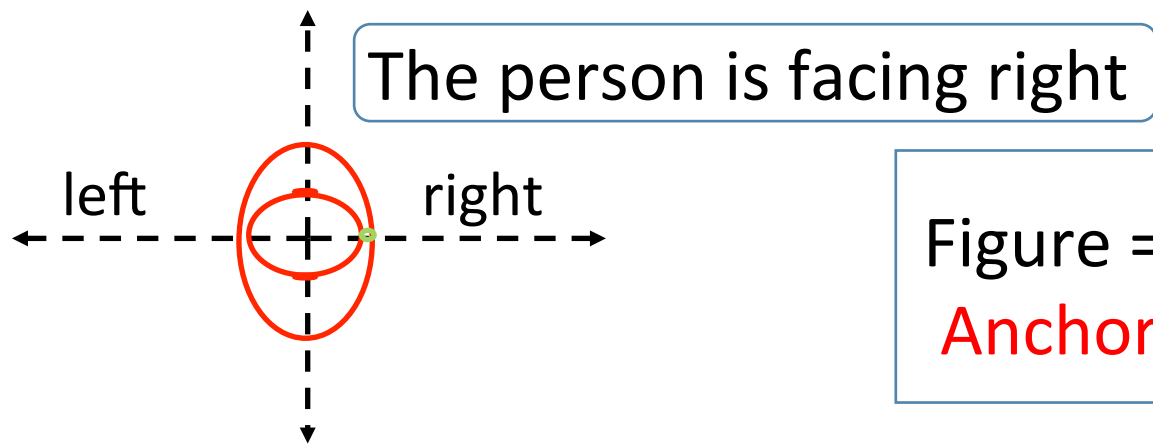 The person is facing right
left
right
Figure =
Anchor